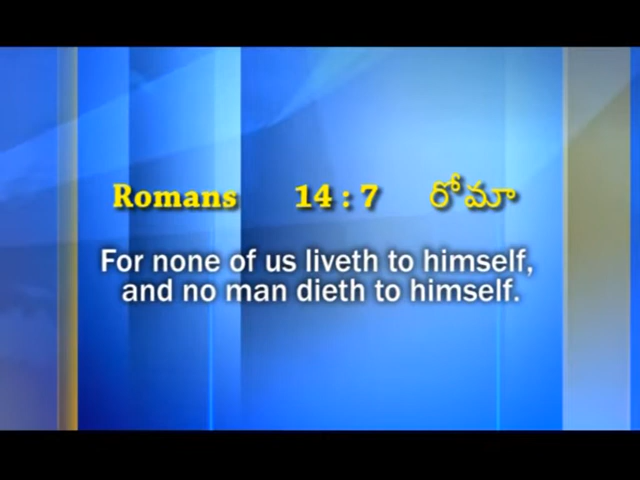 Romans 14 : 7 రోమా
For none of us liveth to himself,
and no man dieth to himself.